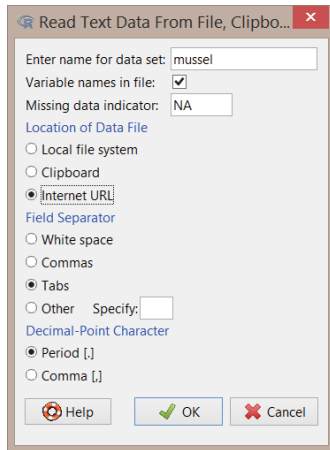 Read Text Data From File, Clipbo...
Enter name for data set: mussel
Variable names in file:
Missing data indicator: NA
Location of Data File
Local file system
Clipboard
Internet URL
Field Separator
White space
Commas
Tabs
Other Specify:
Decimal-Point Character
Period [.]
Comma [,]
Help OK Cancel